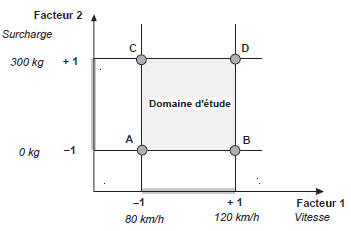 Facteur 2
Surcharge
C
D
300 kg
+ 1
Domaine d'étude
A
B
0 kg
–1
–1
+ 1
Facteur 1
80 km/h
120 km/h
Vitesse